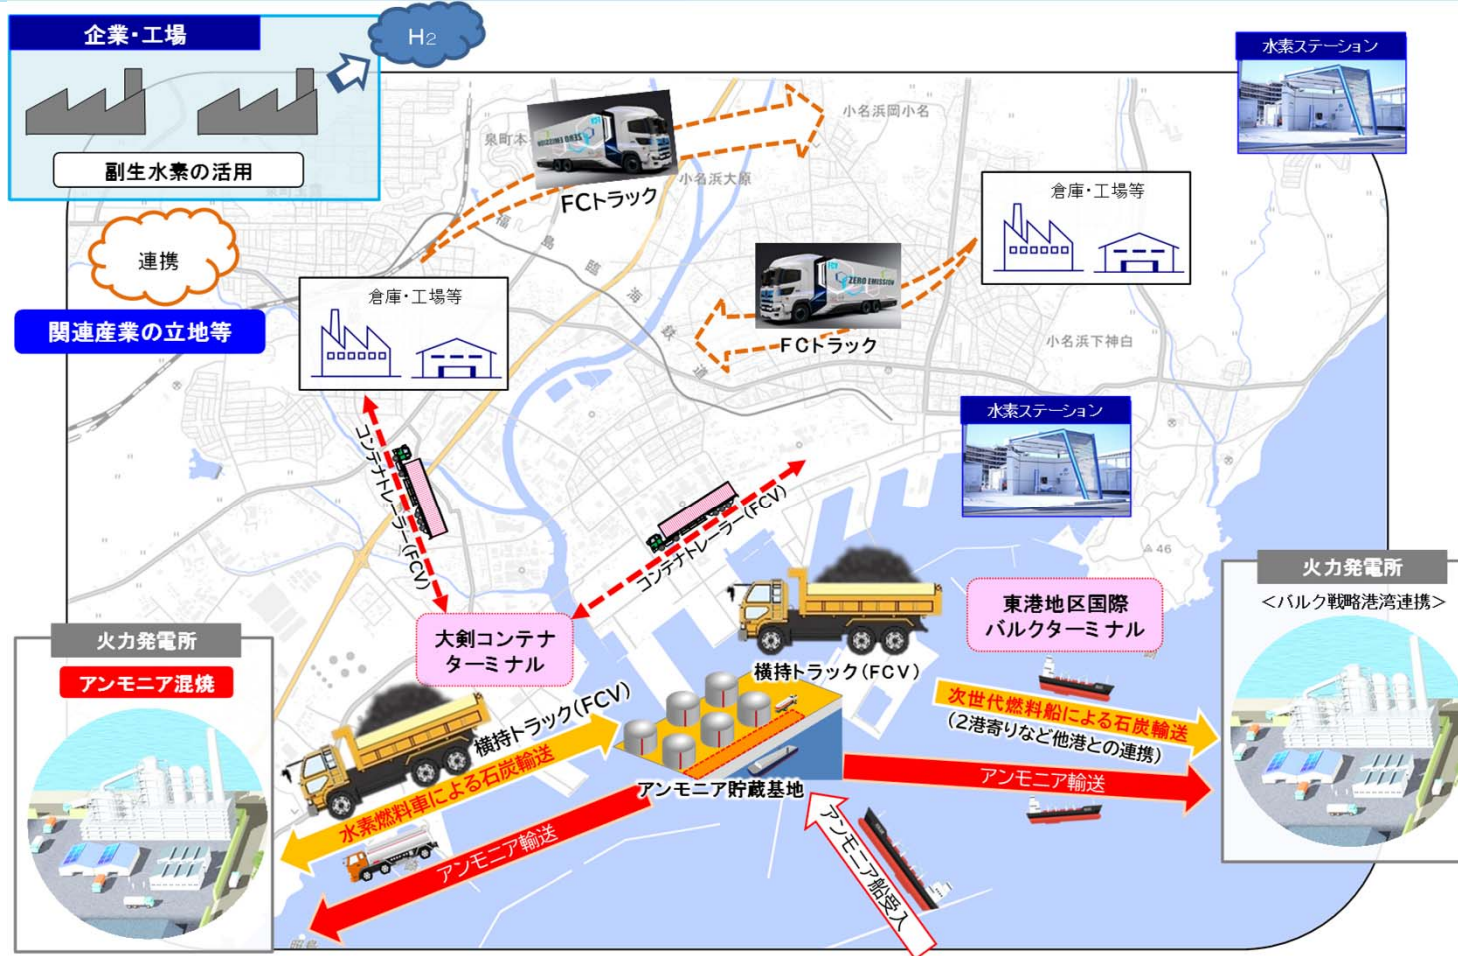 企業・工場
H2
副生水素の活用
連携
関連産業の立地等
水素ステーション
泉町本
小名浜岡小名
小名浜大原
ZERO EMISSION
FCトラック
倉庫・工場等
福島臨海鉄道
ZERO EMISSION
FCトラック
倉庫・工場等
小名浜下神白
水素ステーション
コンテナトレーラー(FCV)
コンテナトレーラー(FCV)
46
火力発電所
<バルク戦略港湾連携>
大剣コンテナ
ターミナル
東港地区国際
バルクターミナル
横持トラック(FCV)
火力発電所
アンモニア混焼
横持トラック(FCV)
水素燃料車による石炭輸送
アンモニア輸送
アンモニア貯蔵基地
次世代燃料船による石炭輸送
(2港寄りなど他港との連携)
アンモニア輸送
アンモニア船受入